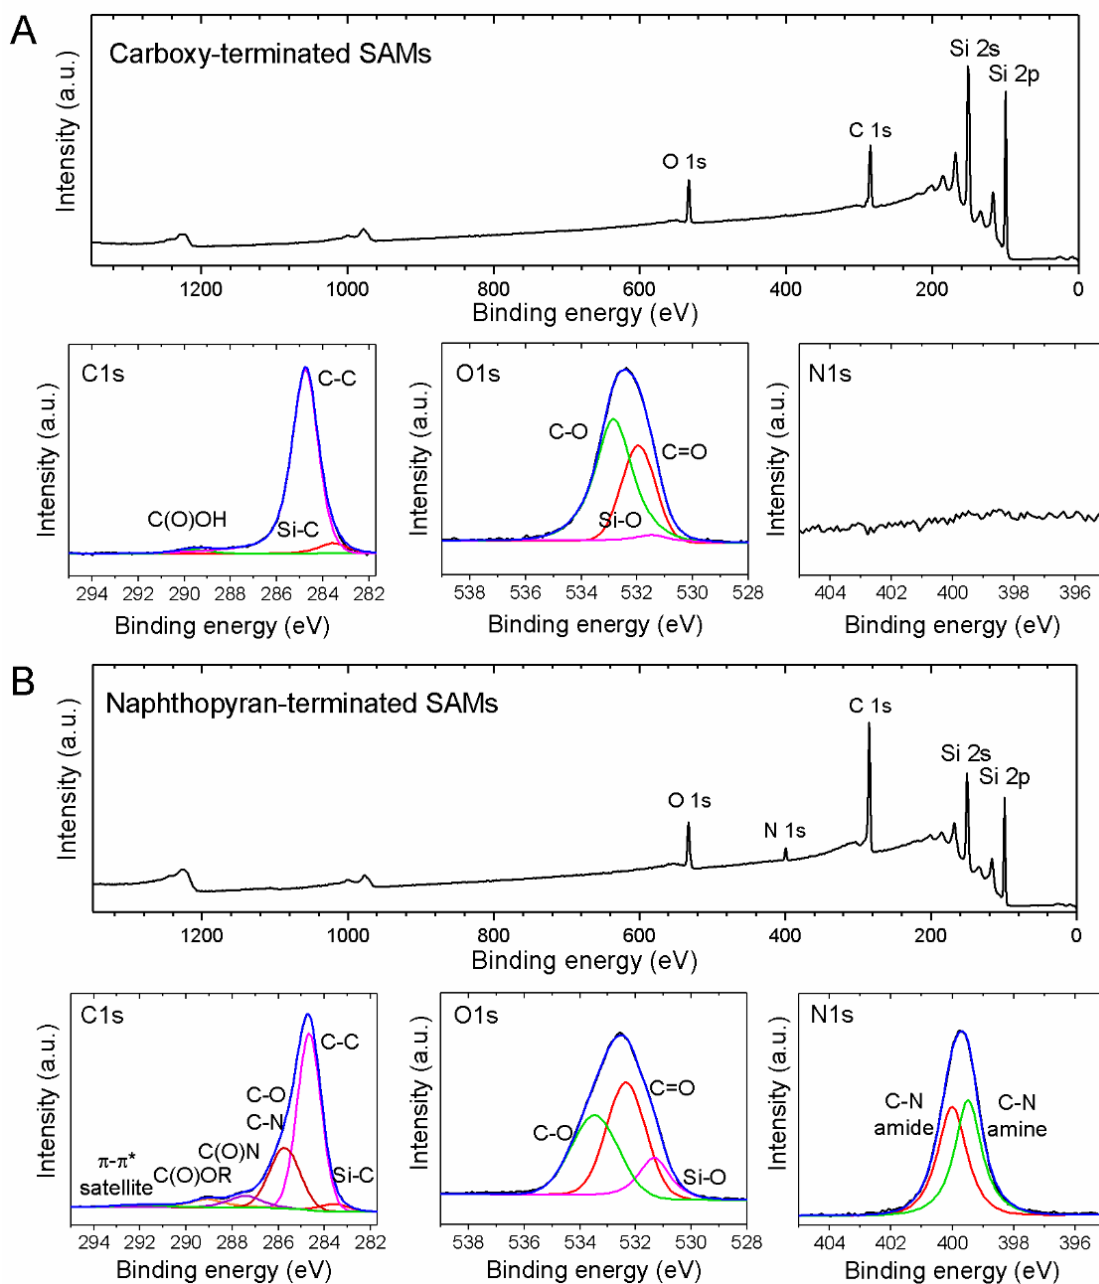 A
Carboxy-terminated SAMs
Si 2s
Si 2p
C 1s
O 1s
Intensity (a.u.)
1200 1000 800 600 400 200 0
Binding energy (eV)
C1s
C-C
C(O)OH
Si-C
Intensity (a.u.)
294 292 290 288 286 284 282
Binding energy (eV)
O1s
C-O
C=O
Si-O
Intensity (a.u.)
538 536 534 532 530 528
Binding energy (eV)
N1s
Intensity (a.u.)
404 402 400 398 396
Binding energy (eV)
B
Naphthopyran-terminated SAMs
C 1s
Si 2s
Si 2p
O 1s
N 1s
Intensity (a.u.)
1200 1000 800 600 400 200 0
Binding energy (eV)
C1s
C-C
C-O
C-N
C(O)N
C(O)OR
π-π*
satellite
Si-C
Intensity (a.u.)
294 292 290 288 286 284 282
Binding energy (eV)
O1s
C=O
C-O
Si-O
Intensity (a.u.)
538 536 534 532 530 528
Binding energy (eV)
N1s
C-N
amide
C-N
amine
Intensity (a.u.)
404 402 400 398 396
Binding energy (eV)